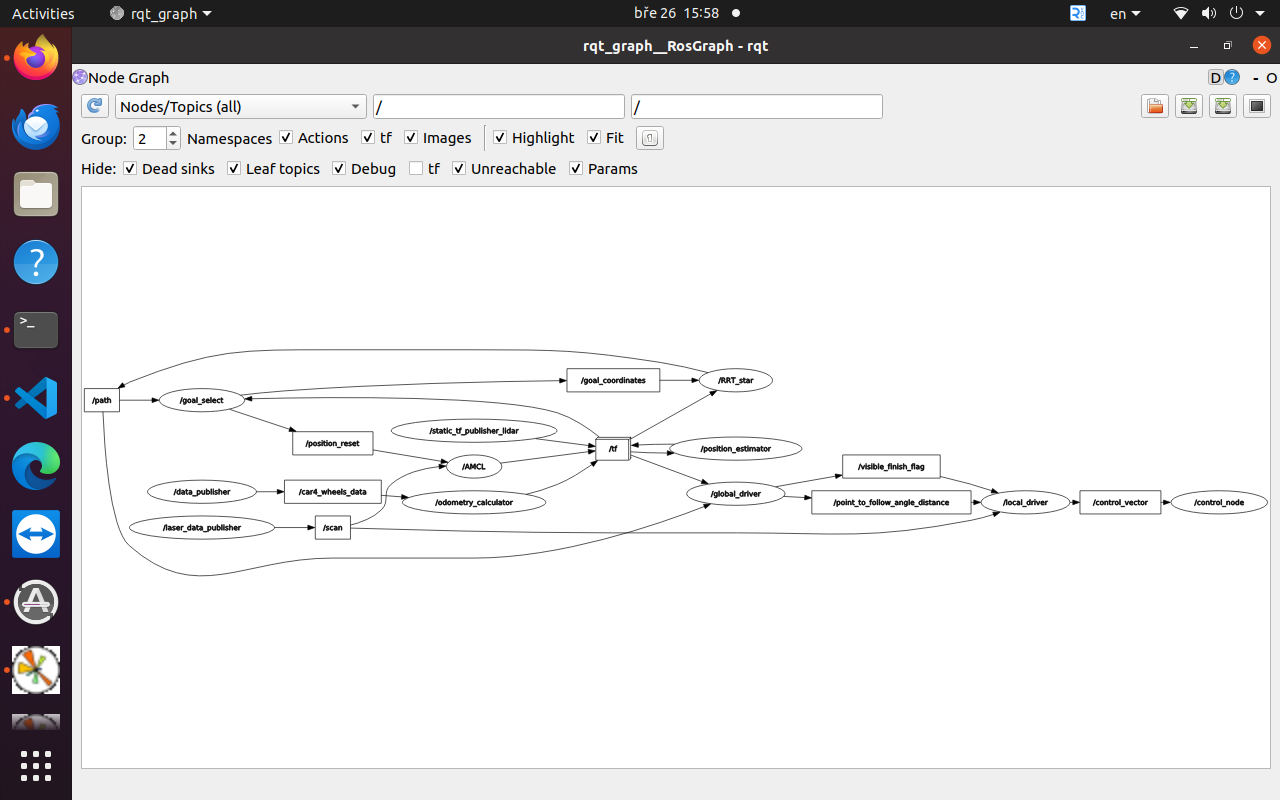 Activities rqt_graph bře 26 15:58 en
rqt_graph__RosGraph - rqt
Node Graph D ? - O
Nodes/Topics (all) / /
Group: 2 Namespaces Actions tf Images Highlight Fit
Hide: Dead sinks Leaf topics Debug tf Unreachable Params
/goal_coordinates /RRT_star
/path /goal_select
/static_tf_publisher_lidar
/position_reset /tf /position_estimator
/AMCL /visible_finish_flag
/data_publisher /car4_wheels_data /global_driver
/odometry_calculator /point_to_follow_angle_distance /local_driver /control_vector /control_node
/laser_data_publisher /scan